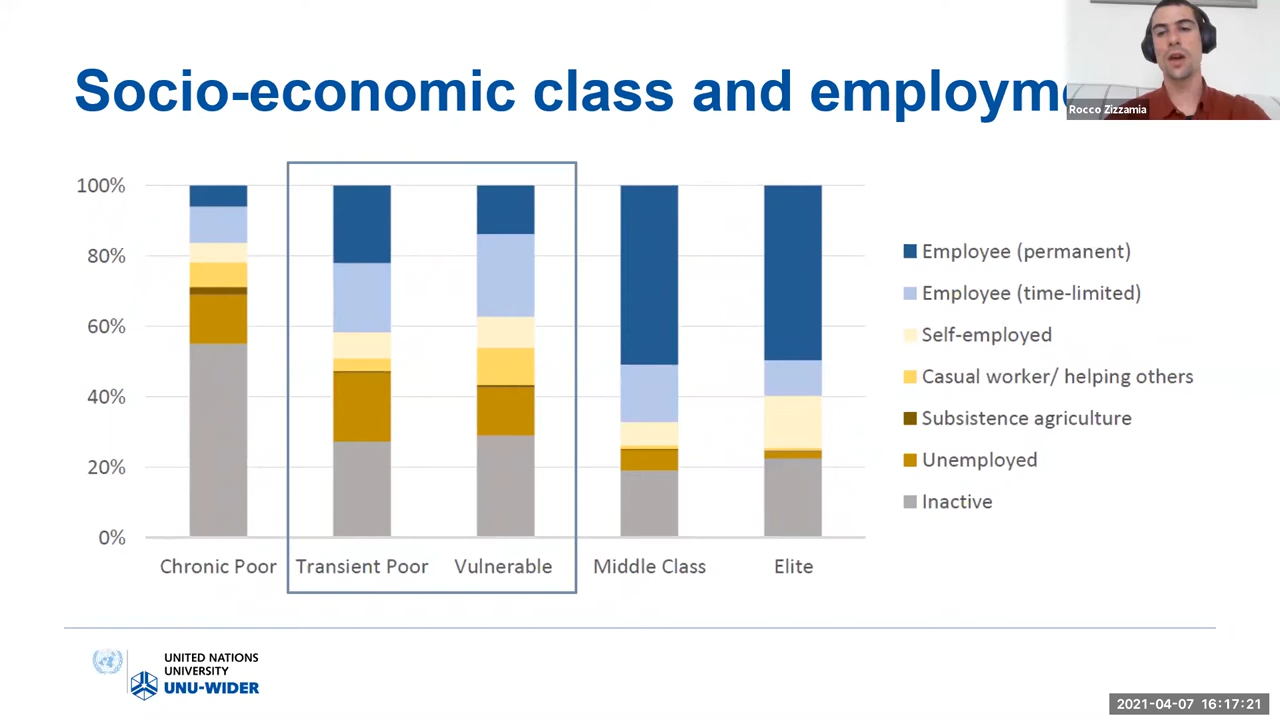 Socio-economic class and employm
Rocco Zizzamia
100%
80%
60%
40%
20%
0%
Chronic Poor
Transient Poor
Vulnerable
Middle Class
Elite
Employee (permanent)
Employee (time-limited)
Self-employed
Casual worker/ helping others
Subsistence agriculture
Unemployed
Inactive
UNITED NATIONS
UNIVERSITY
UNU-WIDER
2021-04-07 16:17:21